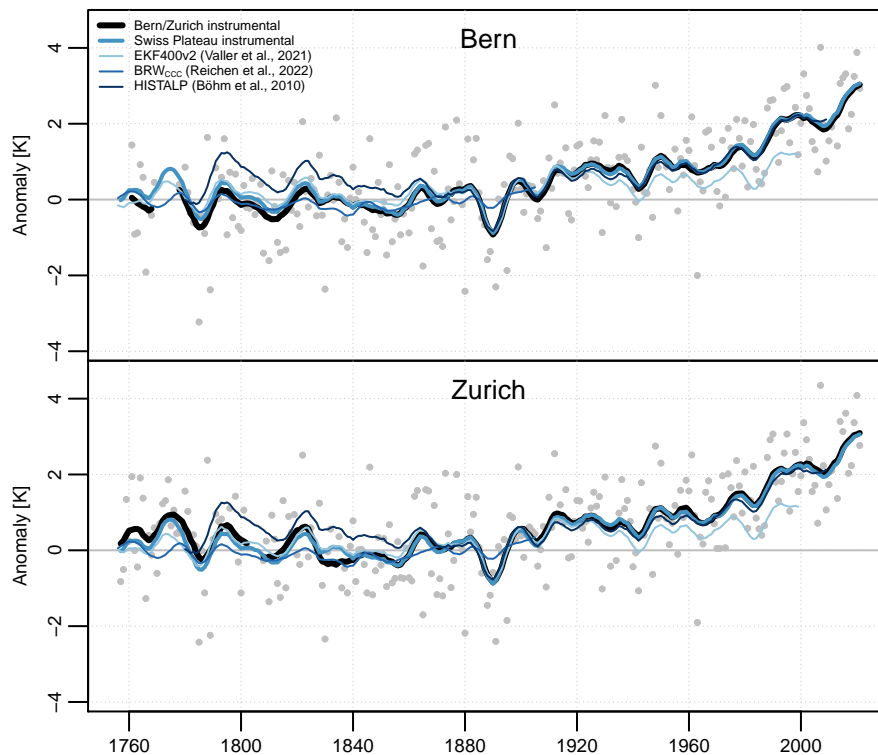 Bern/Zurich instrumental
Swiss Plateau instrumental
EKF400v2 (Valler et al., 2021)
BRWCCC (Reichen et al., 2022)
HISTALP (Böhm et al., 2010)
Bern
Anomaly [K]
4
2
0
−2
−4
Zurich
Anomaly [K]
4
2
0
−2
−4
1760 1800 1840 1880 1920 1960 2000